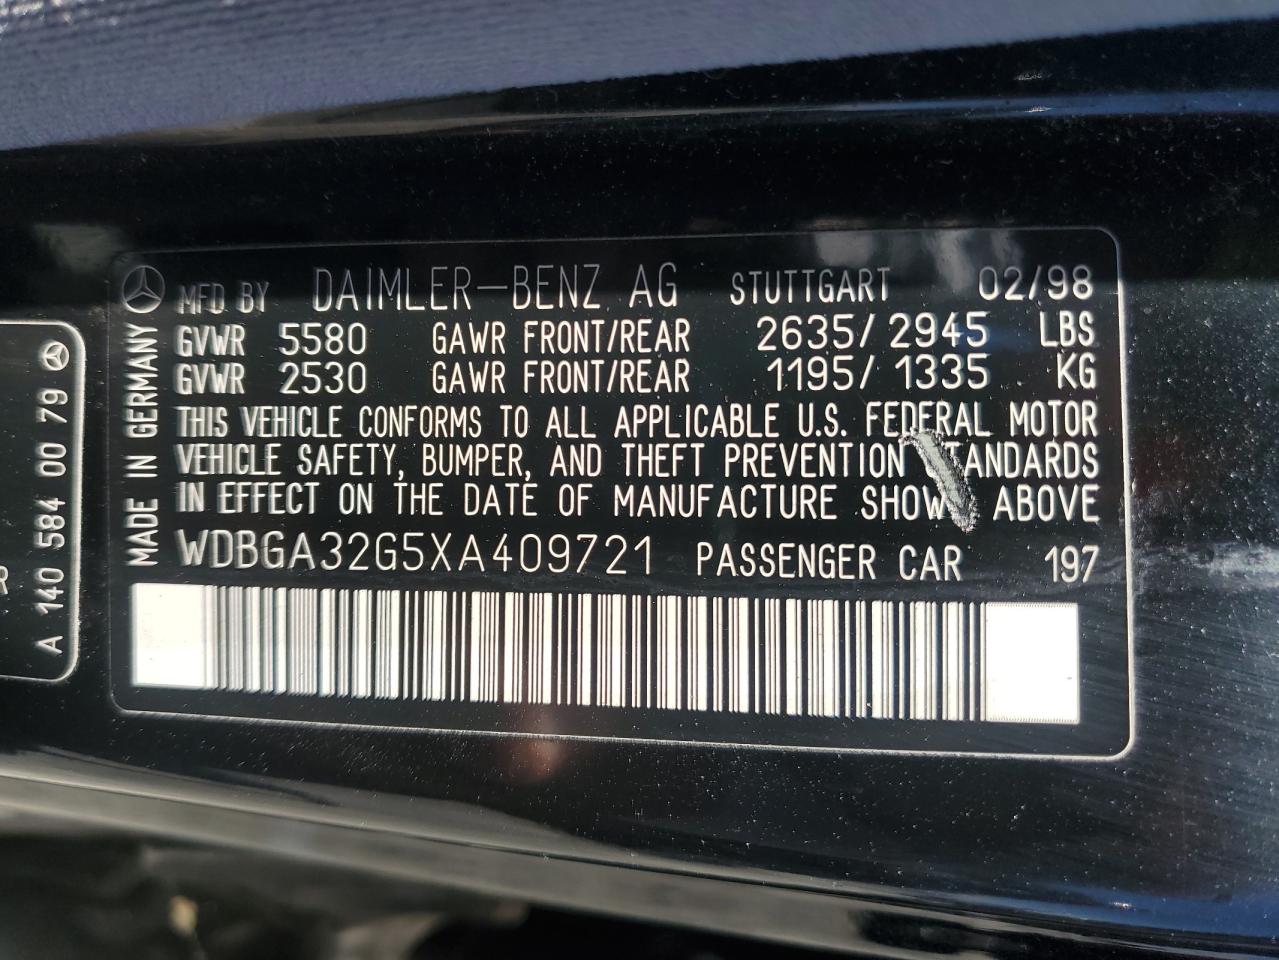 MFD BY DAIMLER-BENZ AG STUTTGART 02/98
GVWR 5580 GAWR FRONT/REAR 2635/2945 LBS
GVWR 2530 GAWR FRONT/REAR 1195/1335 KG
THIS VEHICLE CONFORMS TO ALL APPLICABLE U.S. FEDERAL MOTOR
VEHICLE SAFETY, BUMPER, AND THEFT PREVENTION STANDARDS
IN EFFECT ON THE DATE OF MANUFACTURE SHOWN ABOVE
WDBGA32G5XA409721 PASSENGER CAR 197
MADE IN GERMANY
A 140 584 00 79
R